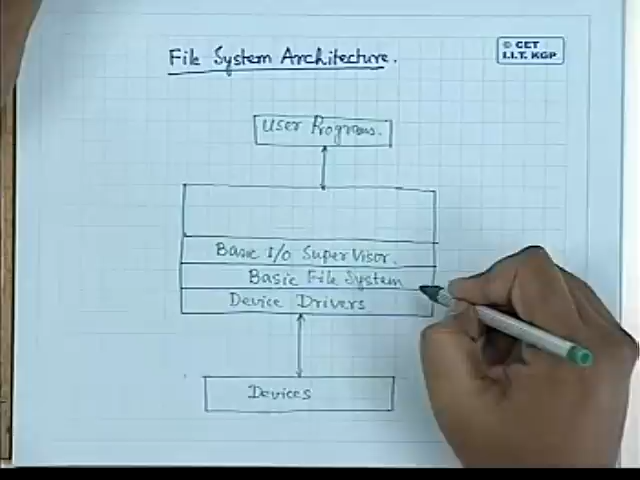 File System Architecture.
© CET
I.I.T. KGP
User Programs.
Basic I/O Supervisor.
Basic File System
Device Drivers
Devices